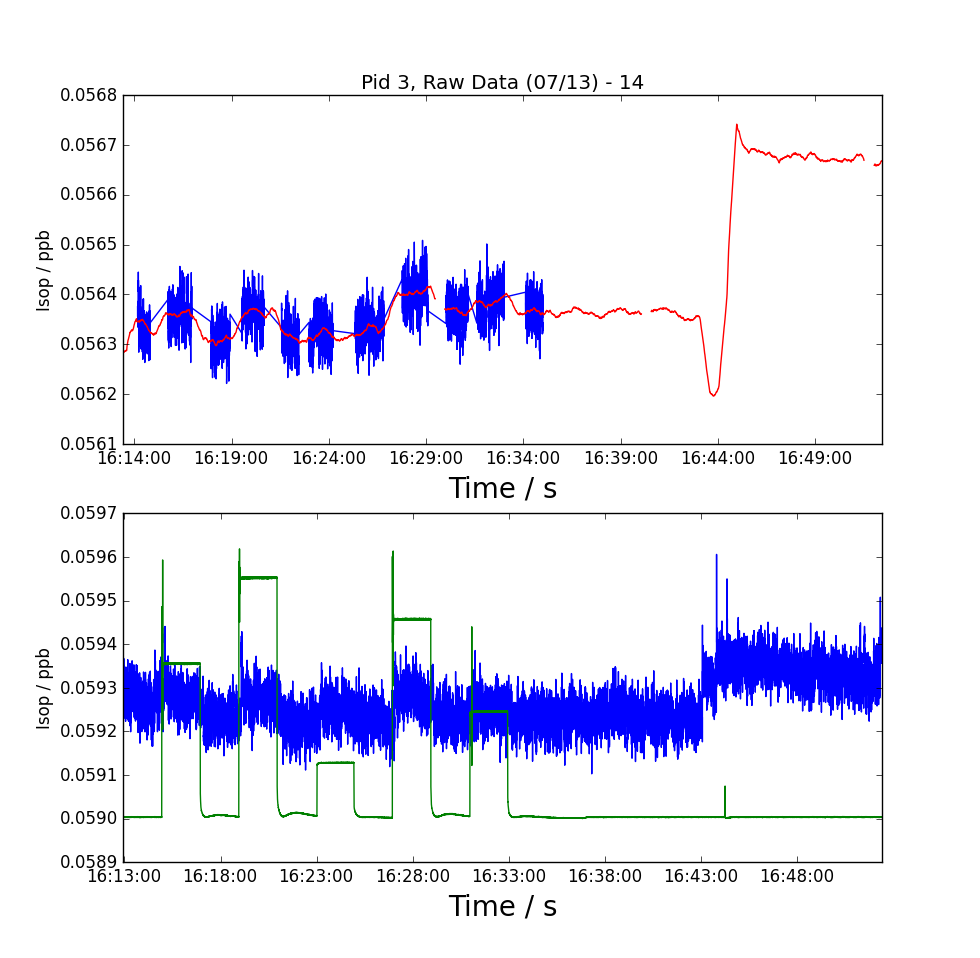 Pid 3, Raw Data (07/13) - 14
0.0568
0.0567
0.0566
0.0565
0.0564
0.0563
0.0562
0.0561
Isop / ppb
16:14:00 16:19:00 16:24:00 16:29:00 16:34:00 16:39:00 16:44:00 16:49:00
Time / s
0.0597
0.0596
0.0595
0.0594
0.0593
0.0592
0.0591
0.0590
0.0589
Isop / ppb
16:13:00 16:18:00 16:23:00 16:28:00 16:33:00 16:38:00 16:43:00 16:48:00
Time / s